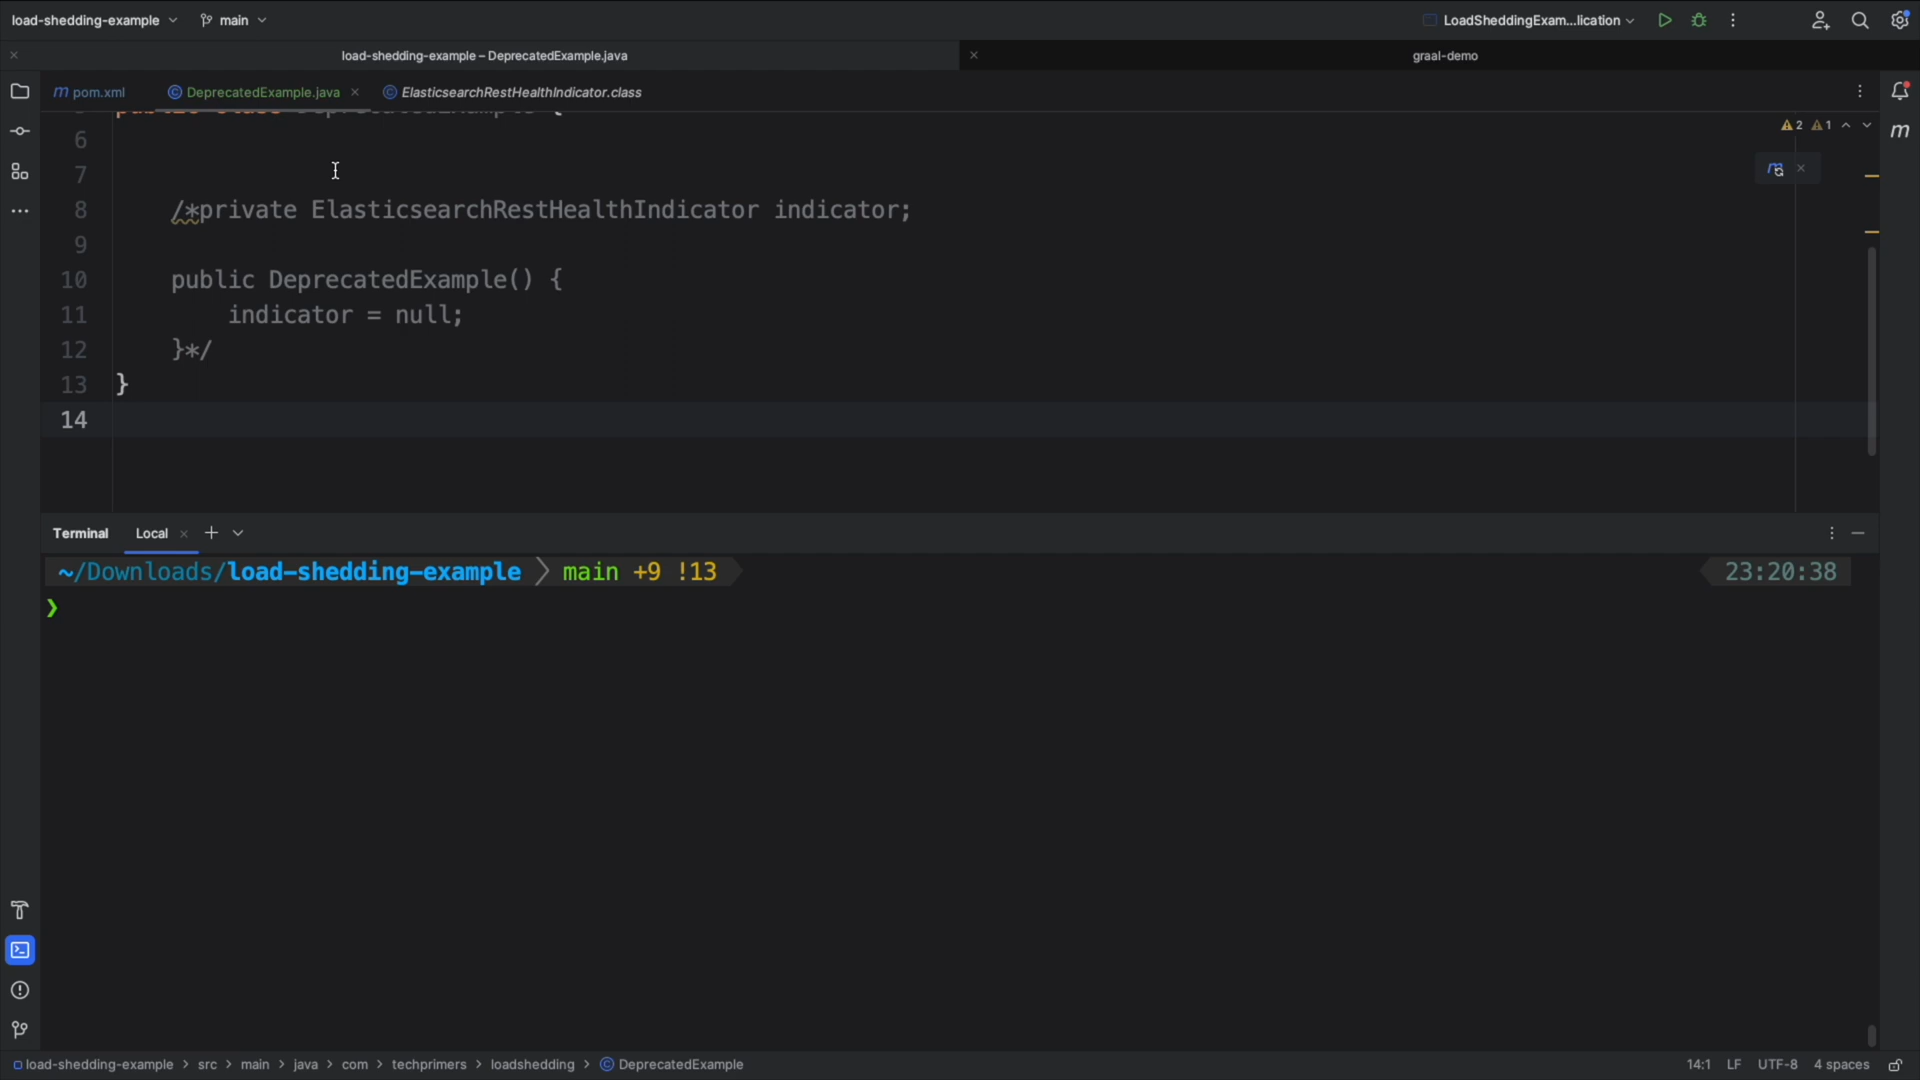 load-shedding-example main LoadSheddingExam...lication
load-shedding-example – DeprecatedExample.java graal-demo
m pom.xml DeprecatedExample.java ElasticsearchRestHealthIndicator.class
public class DeprecatedExample {
2 1
6
7
8 /*private ElasticsearchRestHealthIndicator indicator;
9
10 public DeprecatedExample() {
11 indicator = null;
12 }*/
13 }
14
Terminal Local
~/Downloads/load-shedding-example main +9 !13 23:20:38
❯
load-shedding-example > src > main > java > com > techprimers > loadshedding > DeprecatedExample 14:1 LF UTF-8 4 spaces